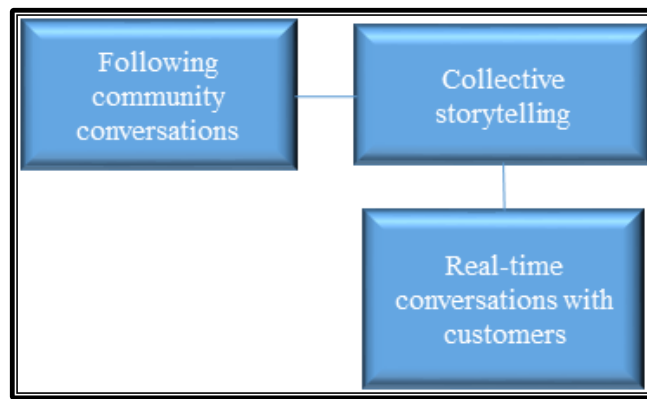 Following
community
conversations
Collective
storytelling
Real-time
conversations with
customers